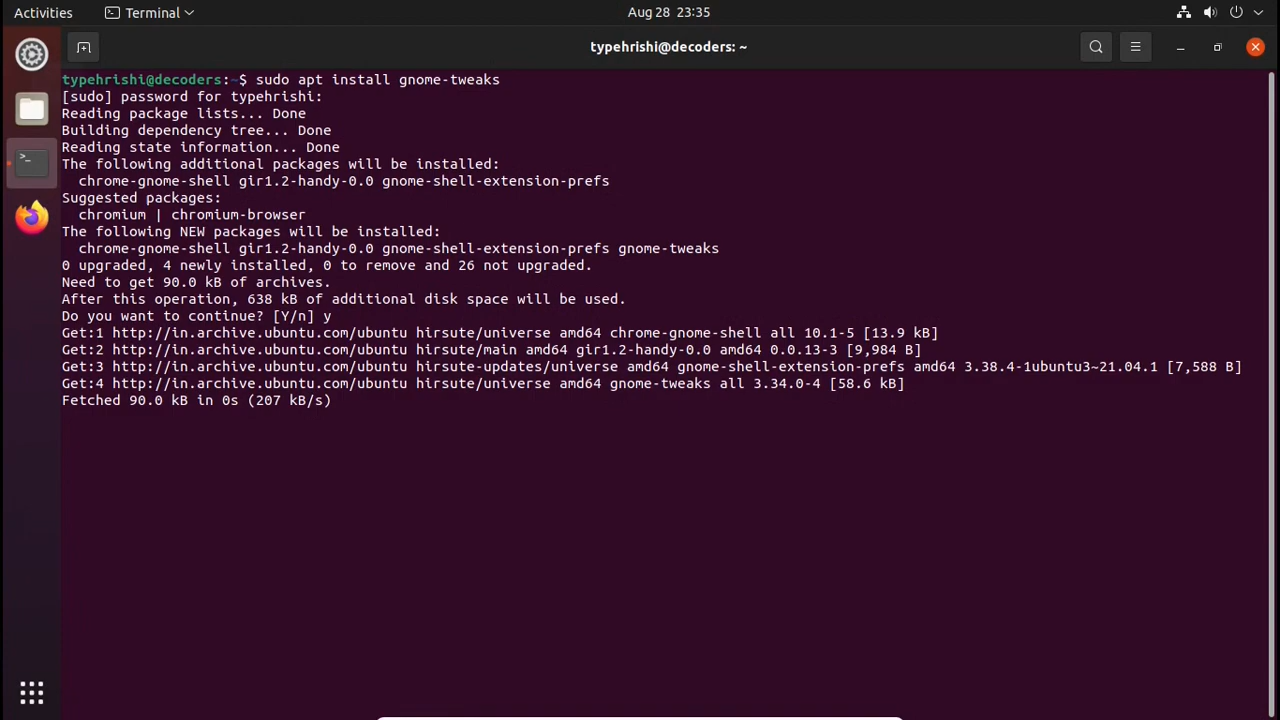 Activities
Terminal
Aug 28 23:35
typehrishi@decoders: ~
typehrishi@decoders:~$ sudo apt install gnome-tweaks
[sudo] password for typehrishi:
Reading package lists... Done
Building dependency tree... Done
Reading state information... Done
The following additional packages will be installed:
  chrome-gnome-shell gir1.2-handy-0.0 gnome-shell-extension-prefs
Suggested packages:
  chromium | chromium-browser
The following NEW packages will be installed:
  chrome-gnome-shell gir1.2-handy-0.0 gnome-shell-extension-prefs gnome-tweaks
0 upgraded, 4 newly installed, 0 to remove and 26 not upgraded.
Need to get 90.0 kB of archives.
After this operation, 638 kB of additional disk space will be used.
Do you want to continue? [Y/n] y
Get:1 http://in.archive.ubuntu.com/ubuntu hirsute/universe amd64 chrome-gnome-shell all 10.1-5 [13.9 kB]
Get:2 http://in.archive.ubuntu.com/ubuntu hirsute/main amd64 gir1.2-handy-0.0 amd64 0.0.13-3 [9,984 B]
Get:3 http://in.archive.ubuntu.com/ubuntu hirsute-updates/universe amd64 gnome-shell-extension-prefs amd64 3.38.4-1ubuntu3~21.04.1 [7,588 B]
Get:4 http://in.archive.ubuntu.com/ubuntu hirsute/universe amd64 gnome-tweaks all 3.34.0-4 [58.6 kB]
Fetched 90.0 kB in 0s (207 kB/s)